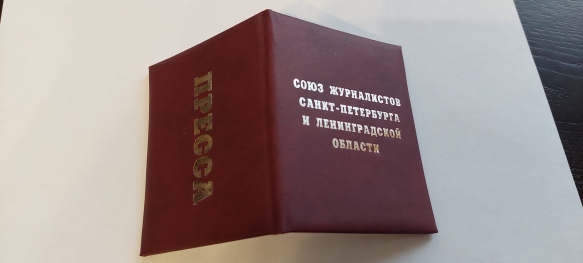 ПРЕССА
СОЮЗ ЖУРНАЛИСТОВ
САНКТ-ПЕТЕРБУРГА
И ЛЕНИНГРАДСКОЙ
ОБЛАСТИ